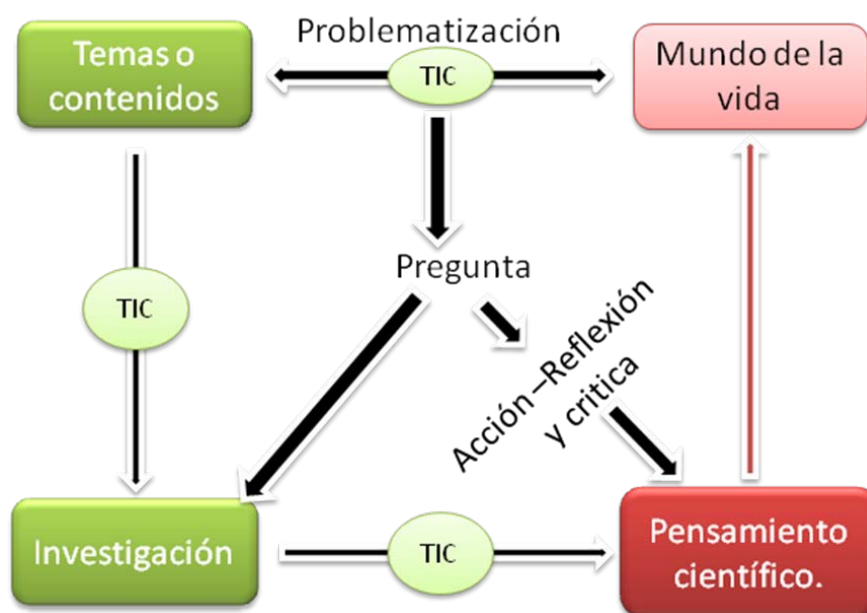 Problematización
Temas o
contenidos
TIC
Mundo de la
vida
Pregunta
TIC
Acción –Reflexión
y critica
Investigación
TIC
Pensamiento
científico.